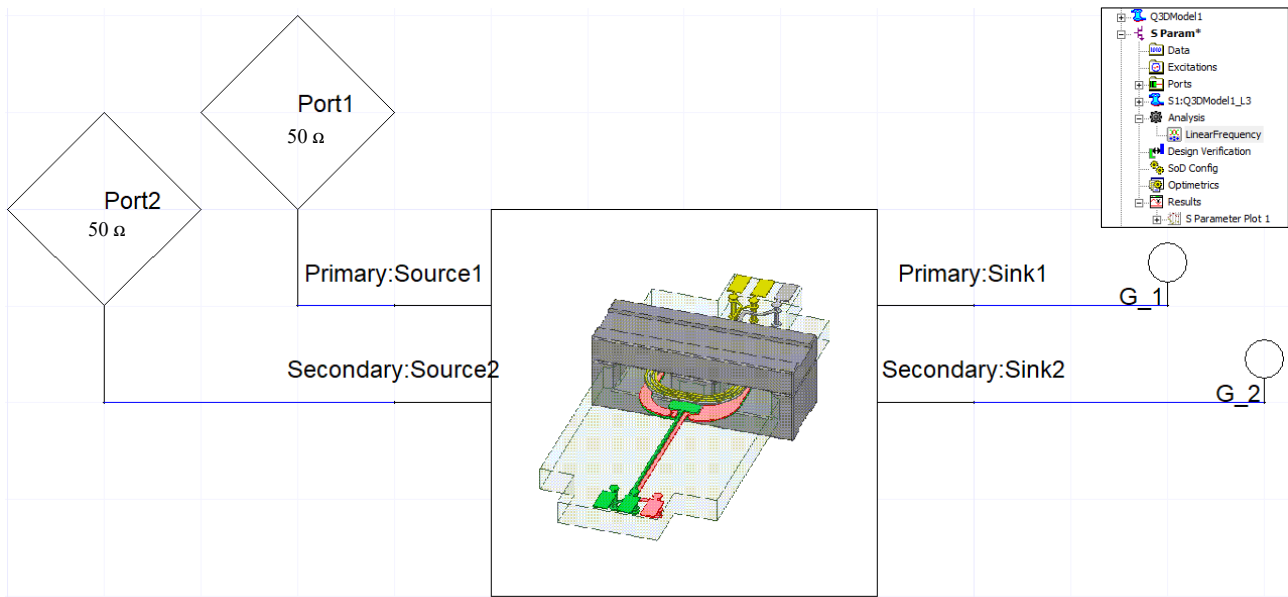 Port1
50 Ω
Port2
50 Ω
Primary:Source1
Primary:Sink1
G_1
Secondary:Source2
Secondary:Sink2
G_2
Q3DModel1
S Param*
Data
Excitations
Ports
S1:Q3DModel1_L3
Analysis
LinearFrequency
Design Verification
SoD Config
Optimetrics
Results
S Parameter Plot 1